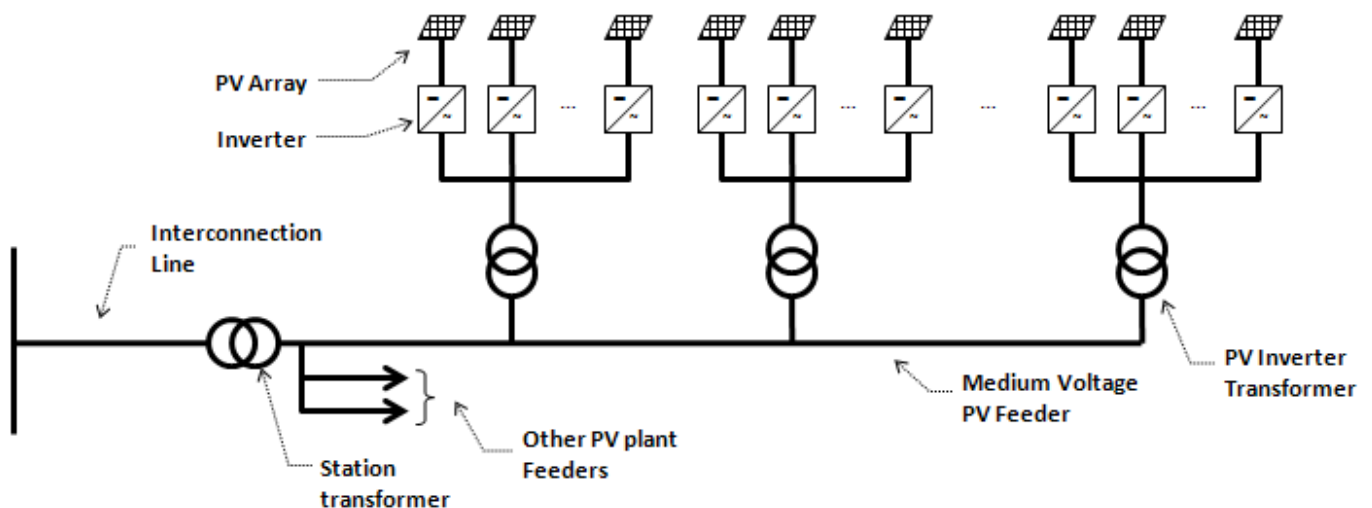 PV Array
...
...
...
...
...
Inverter
Interconnection
Line
PV Inverter
Transformer
Medium Voltage
PV Feeder
Other PV plant
Feeders
Station
transformer